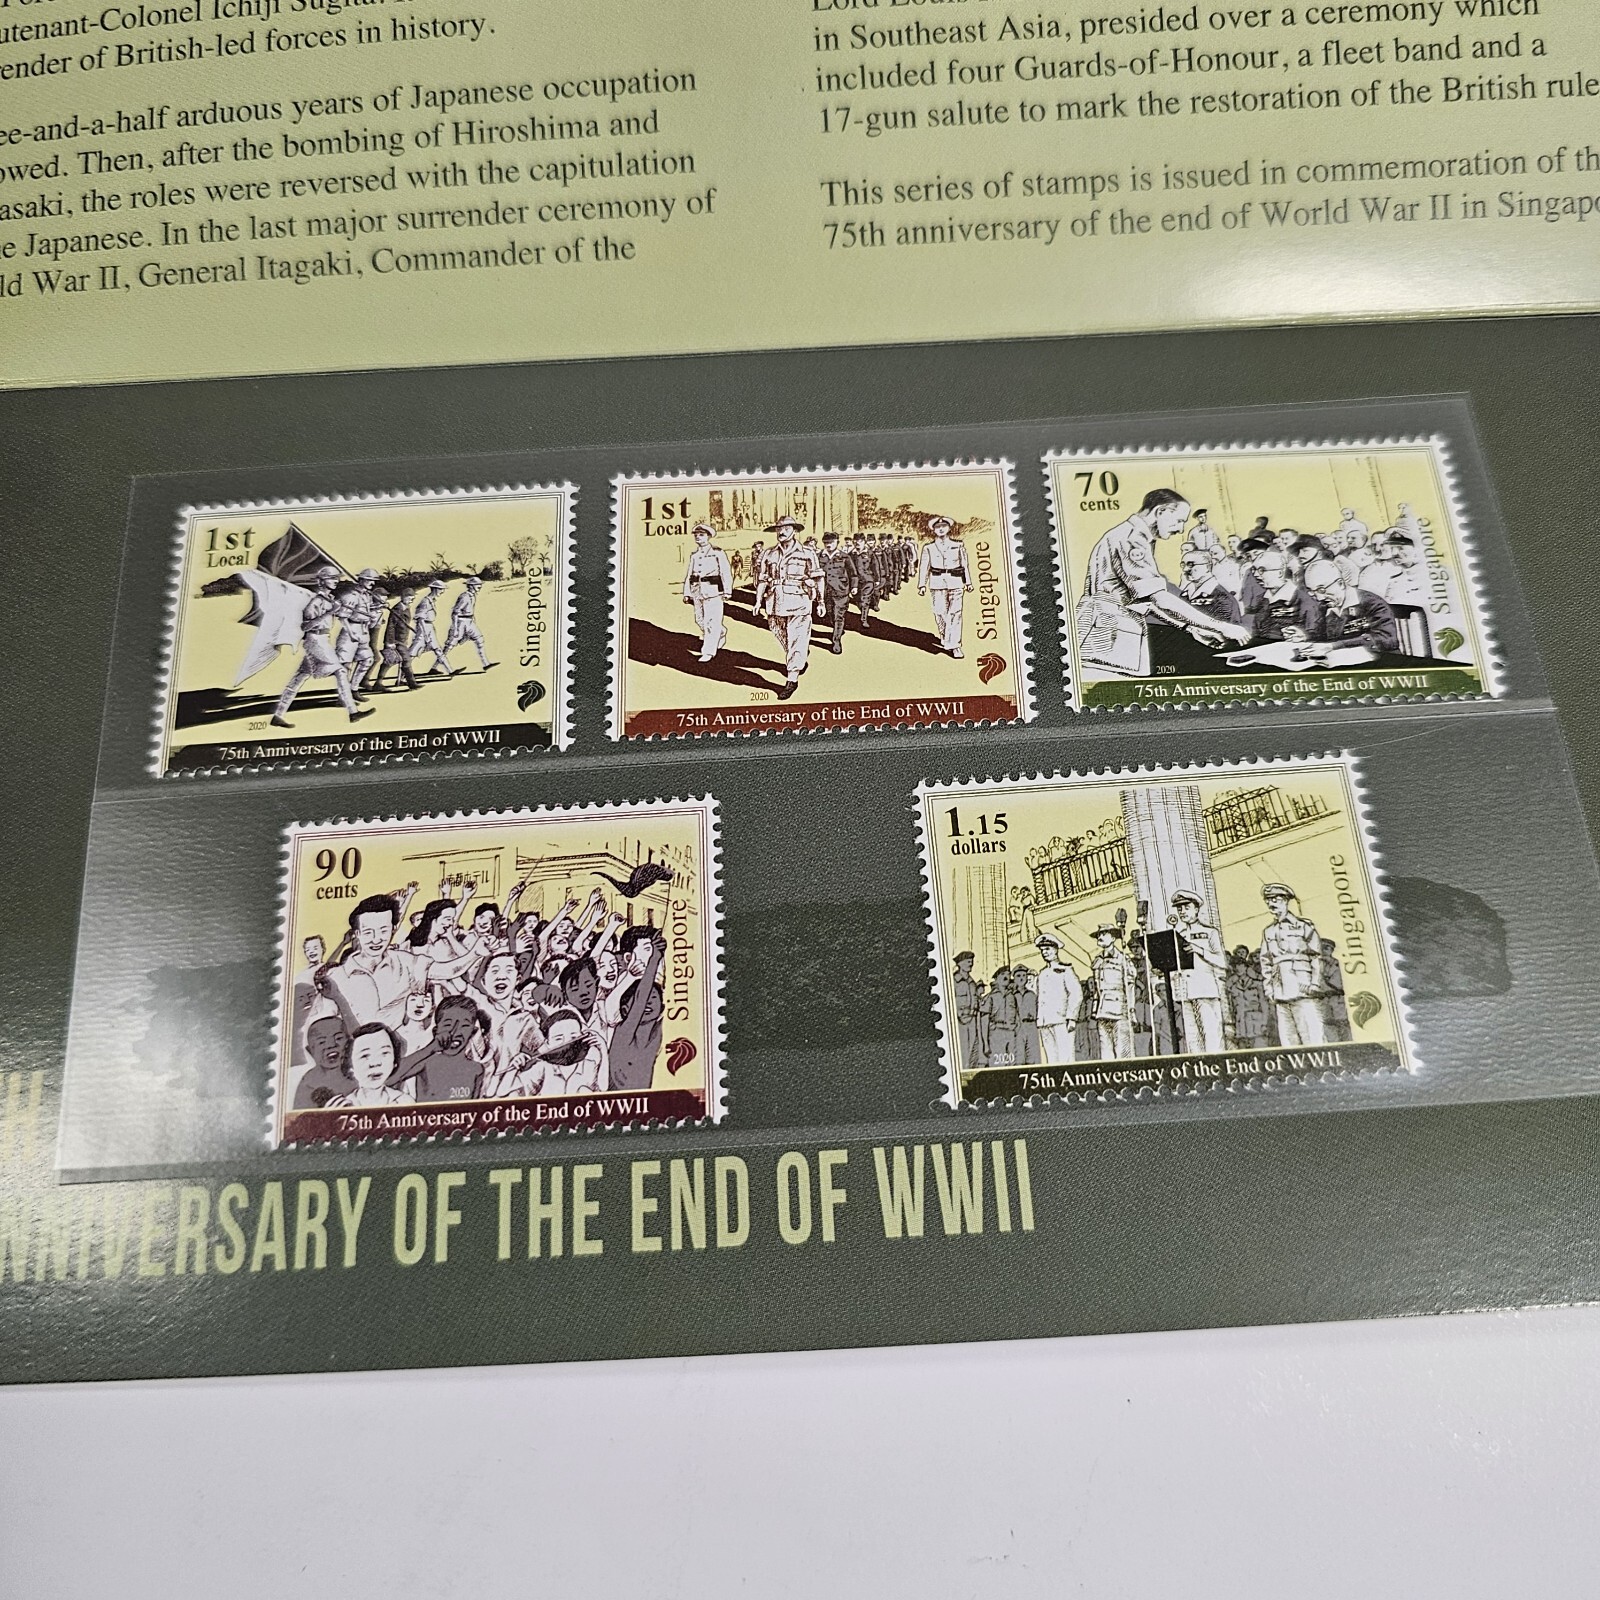 Lieutenant-Colonel Ichiji Sugita.
surrender of British-led forces in history.
ee-and-a-half arduous years of Japanese occupation
owed. Then, after the bombing of Hiroshima and
asaki, the roles were reversed with the capitulation
e Japanese. In the last major surrender ceremony of
ld War II, General Itagaki, Commander of the
Lord Louis
in Southeast Asia, presided over a ceremony which
included four Guards-of-Honour, a fleet band and a
17-gun salute to mark the restoration of the British rule
This series of stamps is issued in commemoration of th
75th anniversary of the end of World War II in Singapo
1st
Local
Singapore
2020
75th Anniversary of the End of WWII
1st
Local
Singapore
2020
75th Anniversary of the End of WWII
70
cents
Singapore
2020
75th Anniversary of the End of WWII
90
cents
Singapore
2020
75th Anniversary of the End of WWII
1.15
dollars
Singapore
2020
75th Anniversary of the End of WWII
H
NNIVERSARY OF THE END OF WWII